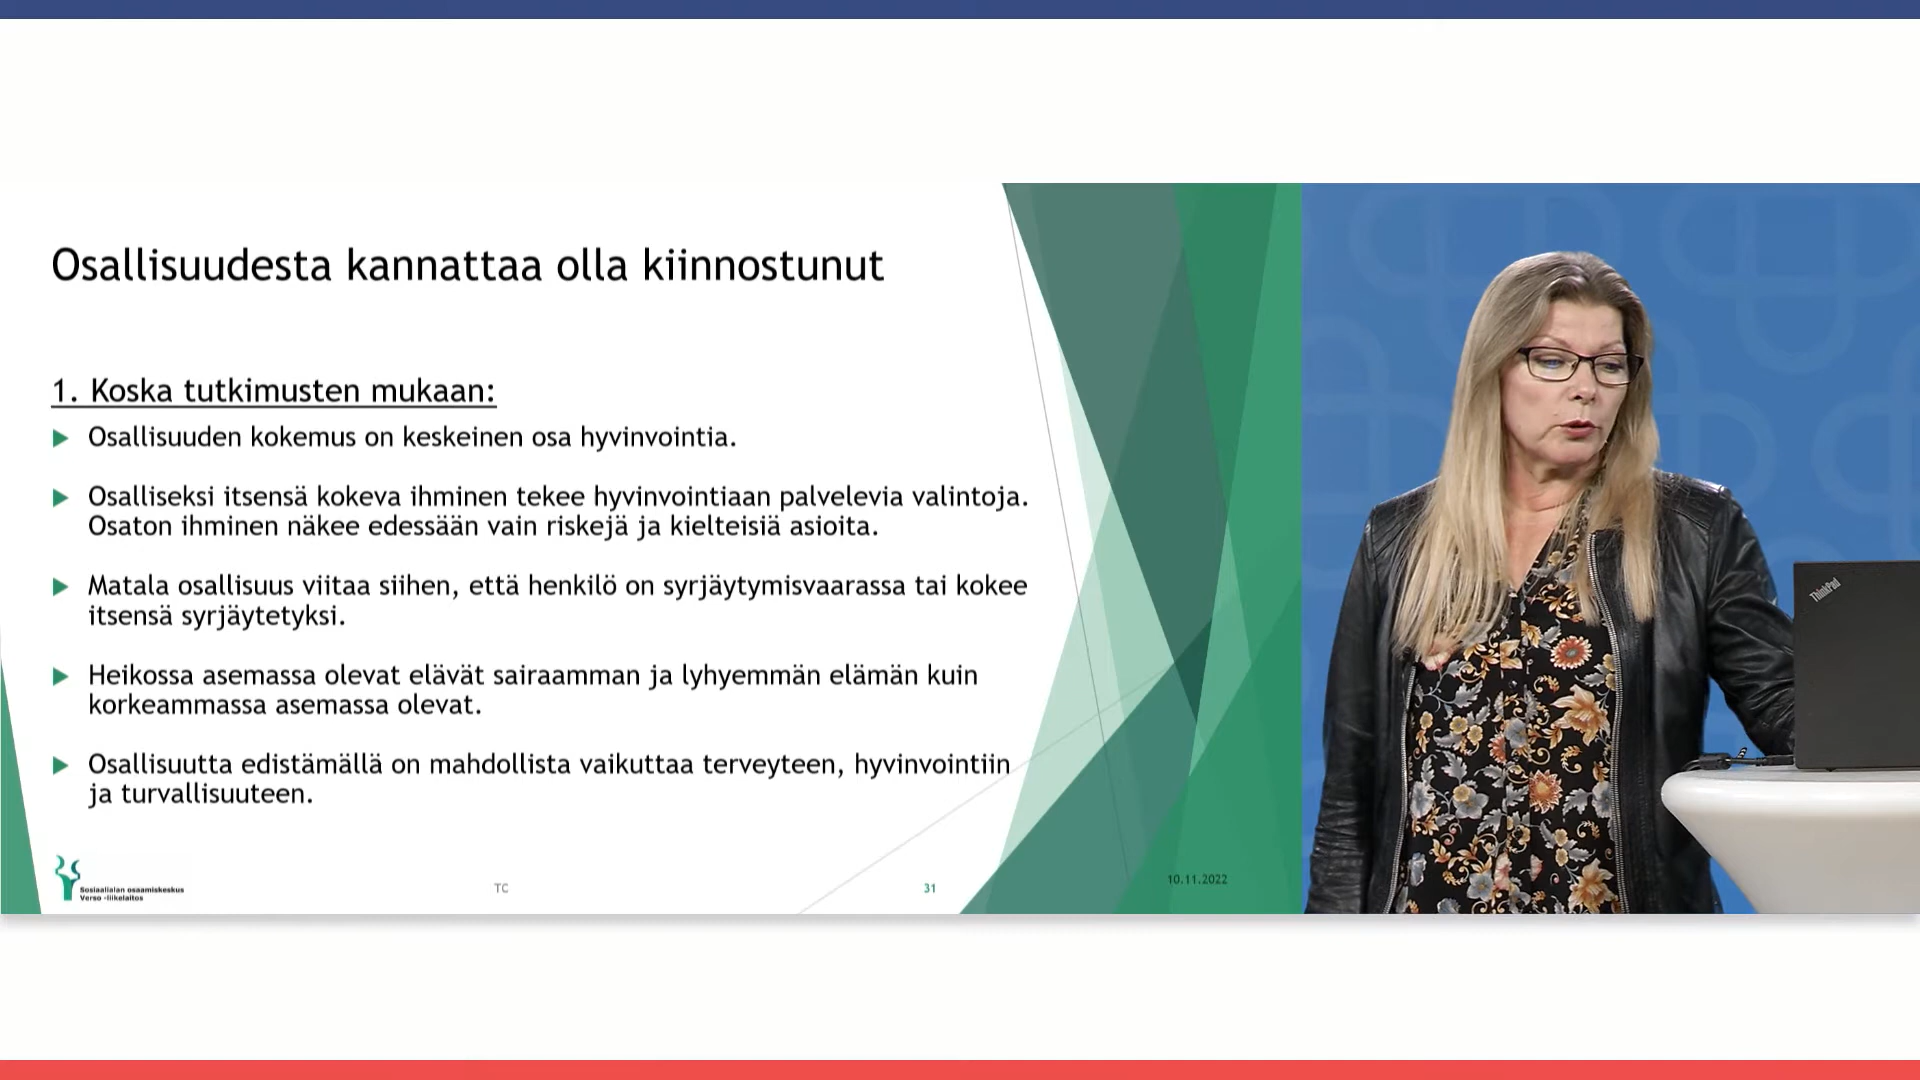 Osallisuudesta kannattaa olla kiinnostunut
1. Koska tutkimusten mukaan:
Osallisuuden kokemus on keskeinen osa hyvinvointia.
Osalliseksi itsensä kokeva ihminen tekee hyvinvointiaan palvelevia valintoja.
Osaton ihminen näkee edessään vain riskejä ja kielteisiä asioita.
Matala osallisuus viitaa siihen, että henkilö on syrjäytymisvaarassa tai kokee
itsensä syrjäytetyksi.
Heikossa asemassa olevat elävät sairaamman ja lyhyemmän elämän kuin
korkeammassa asemassa olevat.
Osallisuutta edistämällä on mahdollista vaikuttaa terveyteen, hyvinvointiin
ja turvallisuuteen.
Sosiaalialan osaamiskeskus
Verso -liikelaitos
TC
31
10.11.2022
ThinkPad